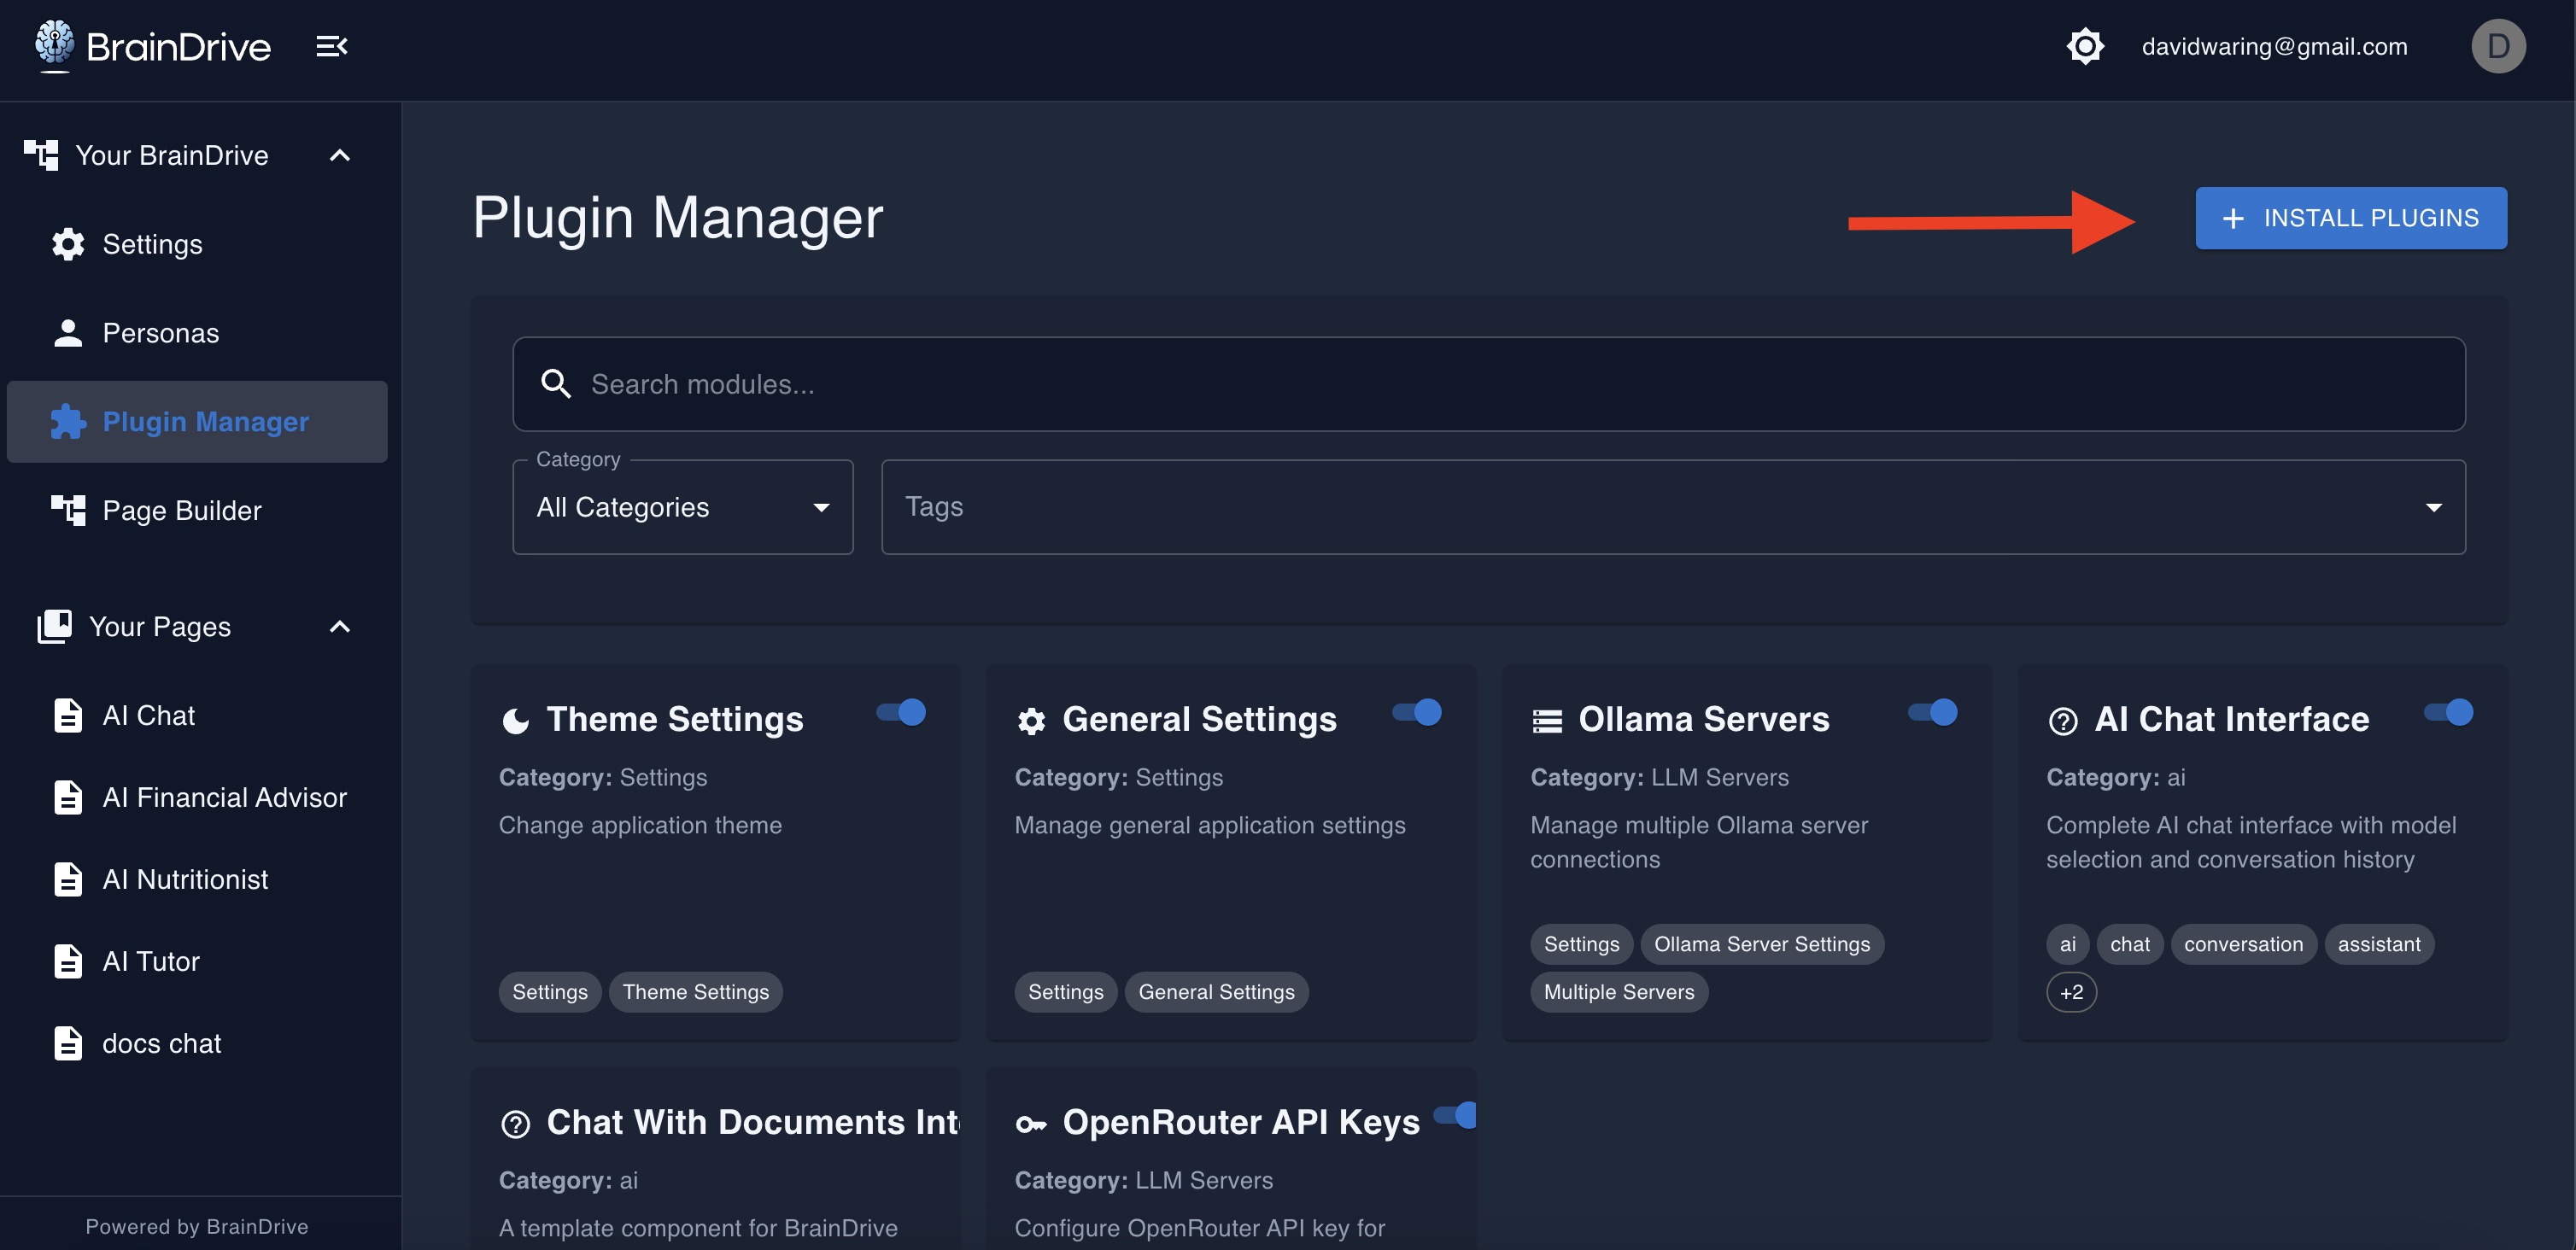 BrainDrive
davidwaring@gmail.com
D
Your BrainDrive
Settings
Personas
Plugin Manager
Page Builder
Your Pages
AI Chat
AI Financial Advisor
AI Nutritionist
AI Tutor
docs chat
Powered by BrainDrive
Plugin Manager
+ INSTALL PLUGINS
Search modules...
Category
All Categories
Tags
Theme Settings
Category: Settings
Change application theme
Settings
Theme Settings
General Settings
Category: Settings
Manage general application settings
Settings
General Settings
Ollama Servers
Category: LLM Servers
Manage multiple Ollama server
connections
Settings
Ollama Server Settings
Multiple Servers
AI Chat Interface
Category: ai
Complete AI chat interface with model
selection and conversation history
ai
chat
conversation
assistant
+2
Chat With Documents
Category: ai
A template component for BrainDrive
OpenRouter API Keys
Category: LLM Servers
Configure OpenRouter API key for